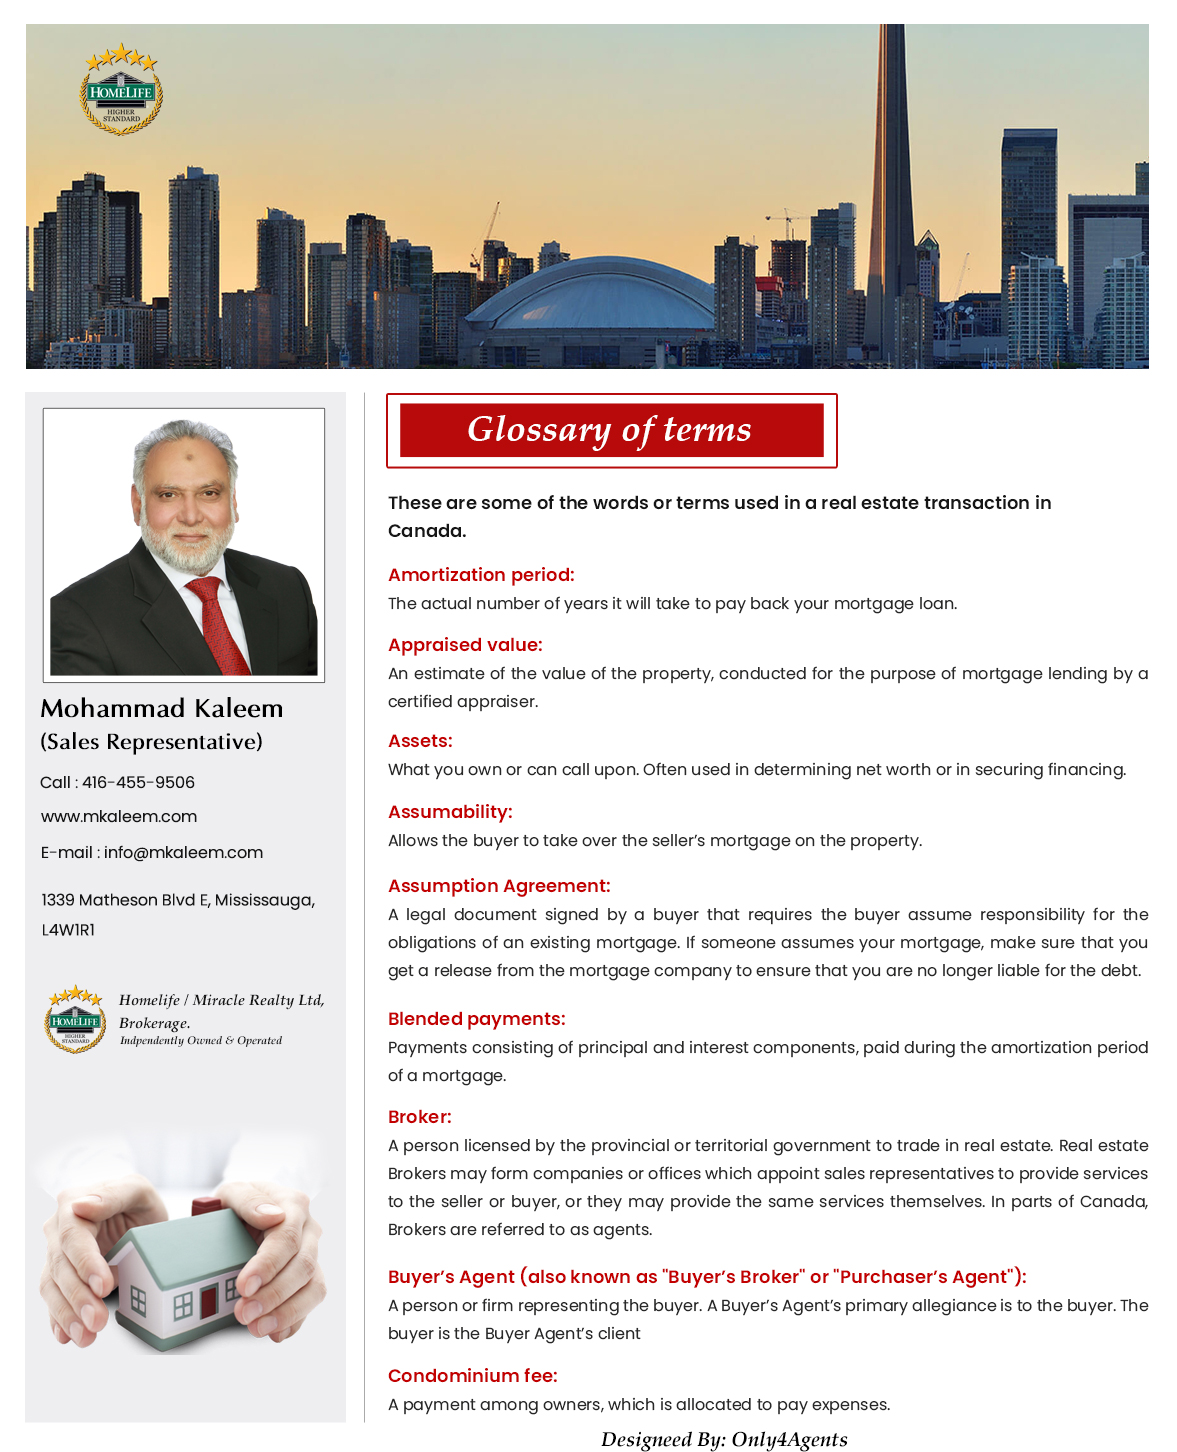 HOMELIFE
HIGHER
STANDARD
Glossary of terms
These are some of the words or terms used in a real estate transaction in
Canada.
Amortization period:
The actual number of years it will take to pay back your mortgage loan.
Appraised value:
An estimate of the value of the property, conducted for the purpose of mortgage lending by a
certified appraiser.
Assets:
What you own or can call upon. Often used in determining net worth or in securing financing.
Assumability:
Allows the buyer to take over the seller’s mortgage on the property.
Assumption Agreement:
A legal document signed by a buyer that requires the buyer assume responsibility for the
obligations of an existing mortgage. If someone assumes your mortgage, make sure that you
get a release from the mortgage company to ensure that you are no longer liable for the debt.
Blended payments:
Payments consisting of principal and interest components, paid during the amortization period
of a mortgage.
Broker:
A person licensed by the provincial or territorial government to trade in real estate. Real estate
Brokers may form companies or offices which appoint sales representatives to provide services
to the seller or buyer, or they may provide the same services themselves. In parts of Canada,
Brokers are referred to as agents.
Buyer’s Agent (also known as "Buyer’s Broker" or "Purchaser’s Agent"):
A person or firm representing the buyer. A Buyer’s Agent’s primary allegiance is to the buyer. The
buyer is the Buyer Agent’s client
Condominium fee:
A payment among owners, which is allocated to pay expenses.
Mohammad Kaleem
(Sales Representative)
Call : 416-455-9506
www.mkaleem.com
E-mail : info@mkaleem.com
1339 Matheson Blvd E, Mississauga,
L4W1R1
HOMELIFE
HIGHER
STANDARD
Homelife / Miracle Realty Ltd,
Brokerage.
Indpendently Owned & Operated
Designeed By: Only4Agents